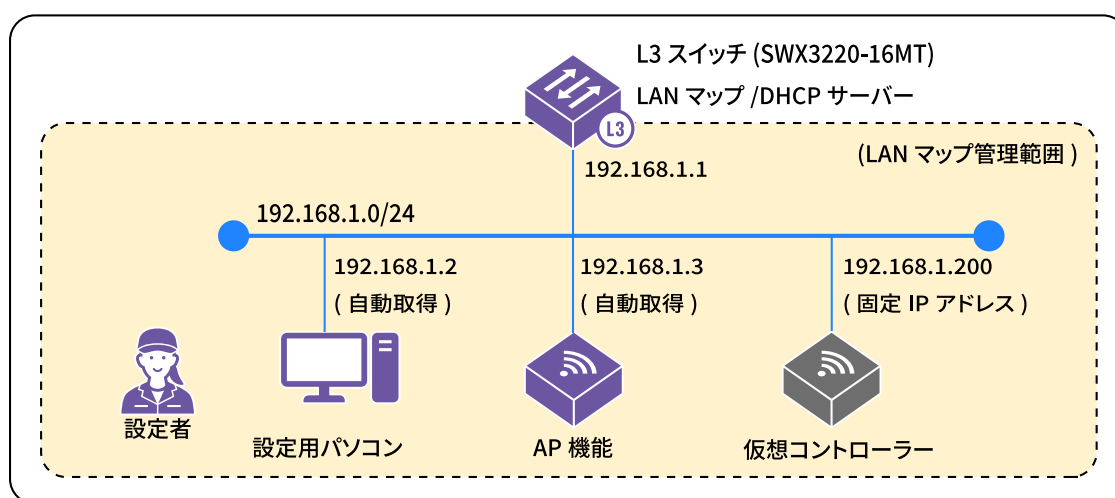 L3 スイッチ (SWX3220-16MT)
LAN マップ /DHCP サーバー
L3
(LAN マップ管理範囲 )
192.168.1.1
192.168.1.0/24
192.168.1.2
( 自動取得 )
192.168.1.3
( 自動取得 )
192.168.1.200
( 固定 IP アドレス )
設定者
設定用パソコン
AP 機能
仮想コントローラー